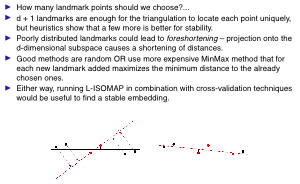 How many landmark points should we choose?...
d + 1 landmarks are enough for the triangulation to locate each point uniquely,
but heuristics show that a few more is better for stability.
Poorly distributed landmarks could lead to foreshortening – projection onto the
d-dimensional subspace causes a shortening of distances.
Good methods are random OR use more expensive MinMax method that for
each new landmark added maximizes the minimum distance to the already
chosen ones.
Either way, running L-ISOMAP in combination with cross-validation techniques
would be useful to find a stable embedding.